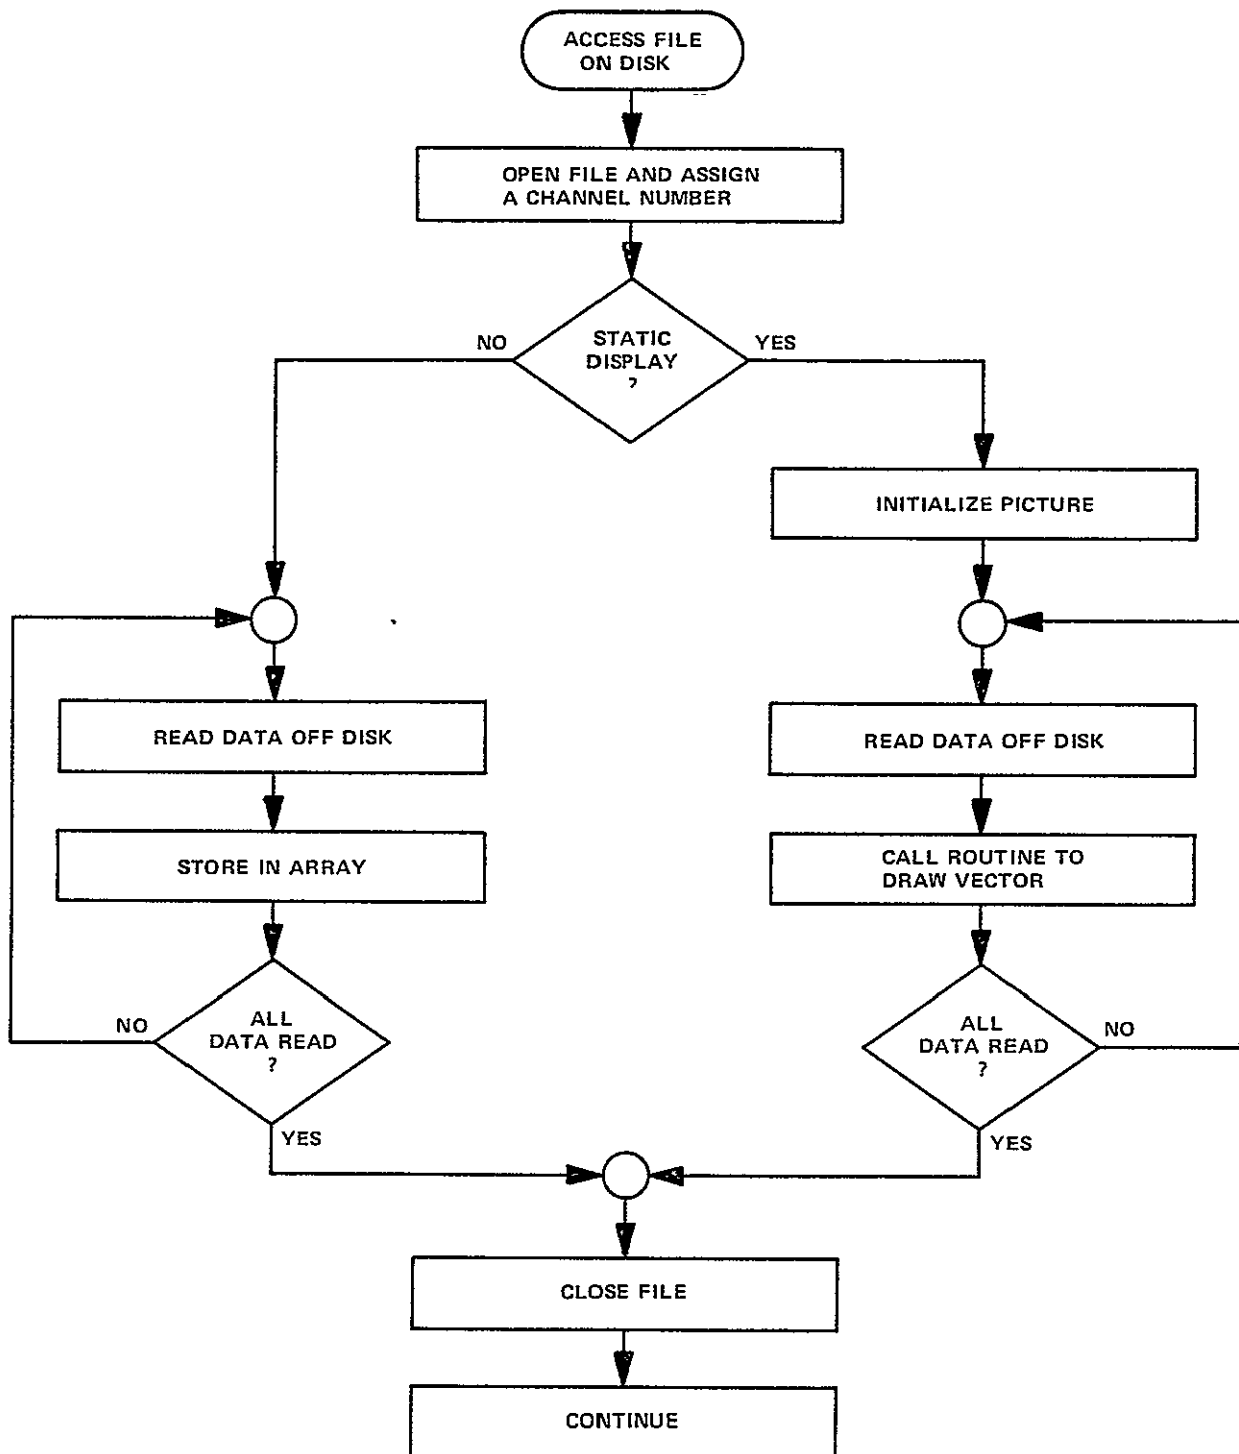 ACCESS FILE
ON DISK
OPEN FILE AND ASSIGN
A CHANNEL NUMBER
NO
STATIC
DISPLAY
?
YES
INITIALIZE PICTURE
READ DATA OFF DISK
READ DATA OFF DISK
STORE IN ARRAY
CALL ROUTINE TO
DRAW VECTOR
NO
ALL
DATA READ
?
YES
ALL
DATA READ
?
NO
YES
CLOSE FILE
CONTINUE